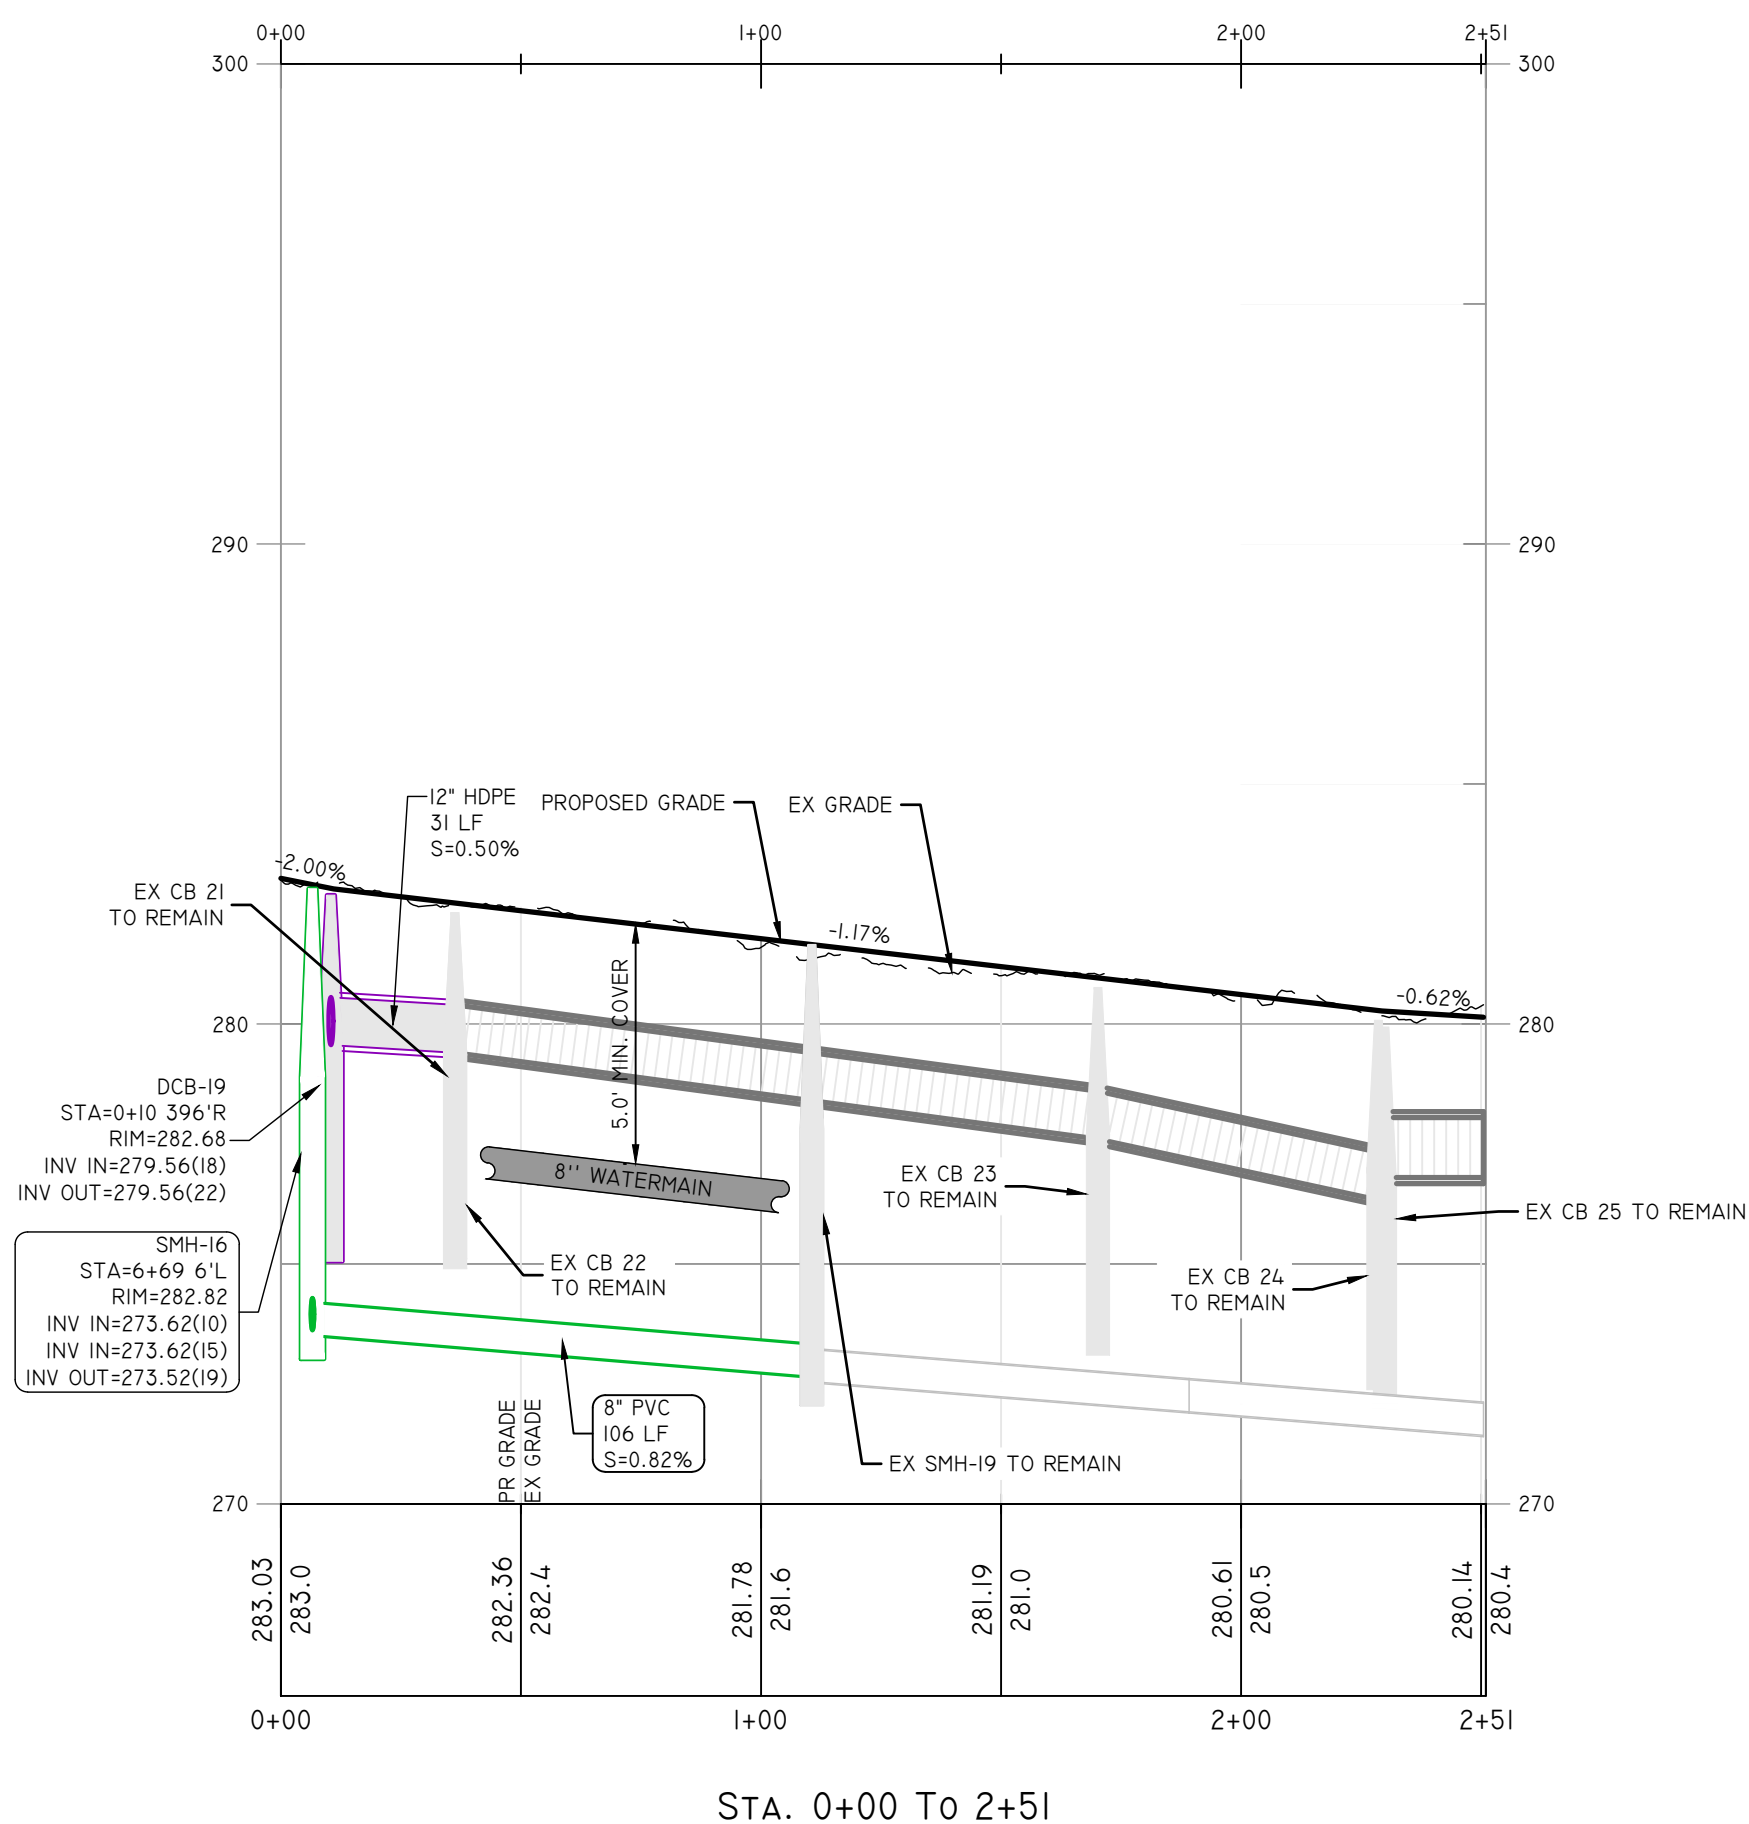 0+00 1+00 2+00 2+51
300 300
290 290
12" HDPE
31 LF
S=0.50%
PROPOSED GRADE
EX GRADE
-2.00%
EX CB 21
TO REMAIN
-1.17%
-0.62%
280 280
5.0' MIN. COVER
8'' WATERMAIN
DCB-19
STA=0+10 396'R
RIM=282.68
INV IN=279.56(18)
INV OUT=279.56(22)
EX CB 23
TO REMAIN
EX CB 25 TO REMAIN
SMH-16
STA=6+69 6'L
RIM=282.82
INV IN=273.62(10)
INV IN=273.62(15)
INV OUT=273.52(19)
EX CB 22
TO REMAIN
EX CB 24
TO REMAIN
8" PVC
106 LF
S=0.82%
PR GRADE
EX GRADE
EX SMH-19 TO REMAIN
270 270
283.03
283.0
282.36
282.4
281.78
281.6
281.19
281.0
280.61
280.5
280.14
280.4
0+00 1+00 2+00 2+51
STA. 0+00 TO 2+51